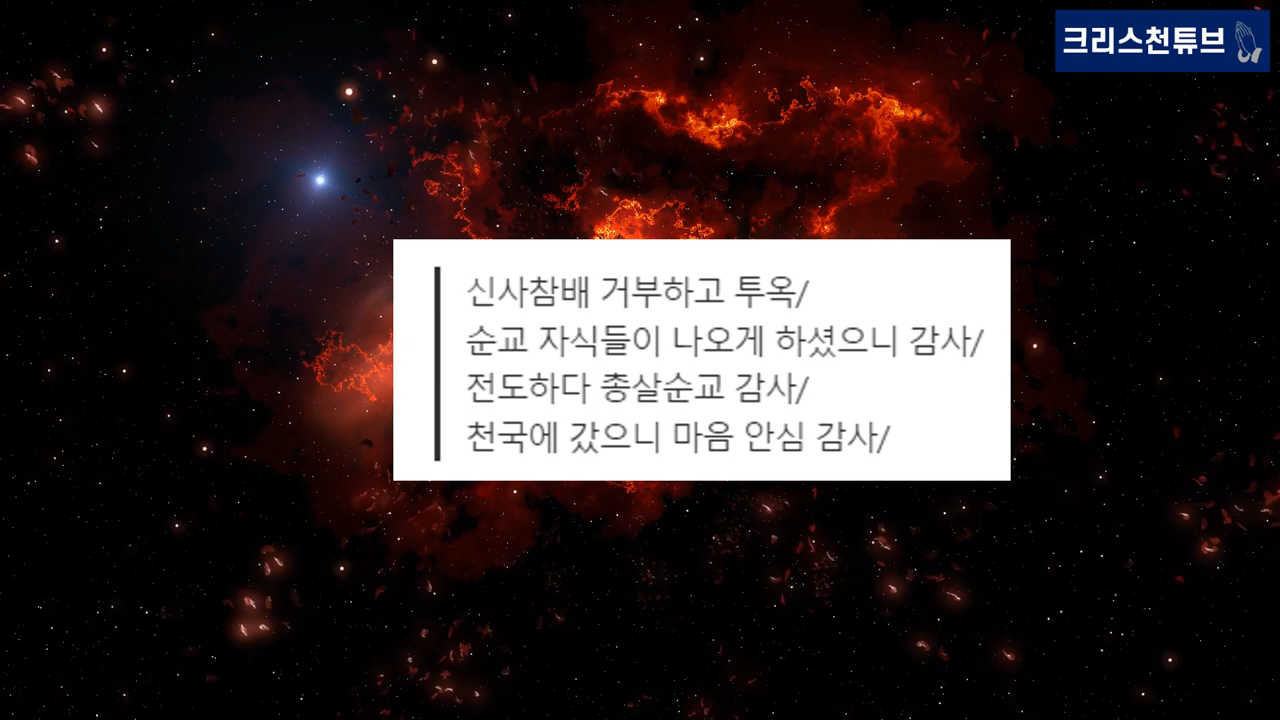 크리스천튜브
신사참배 거부하고 투옥/
순교 자식들이 나오게 하셨으니 감사/
전도하다 총살순교 감사/
천국에 갔으니 마음 안심 감사/